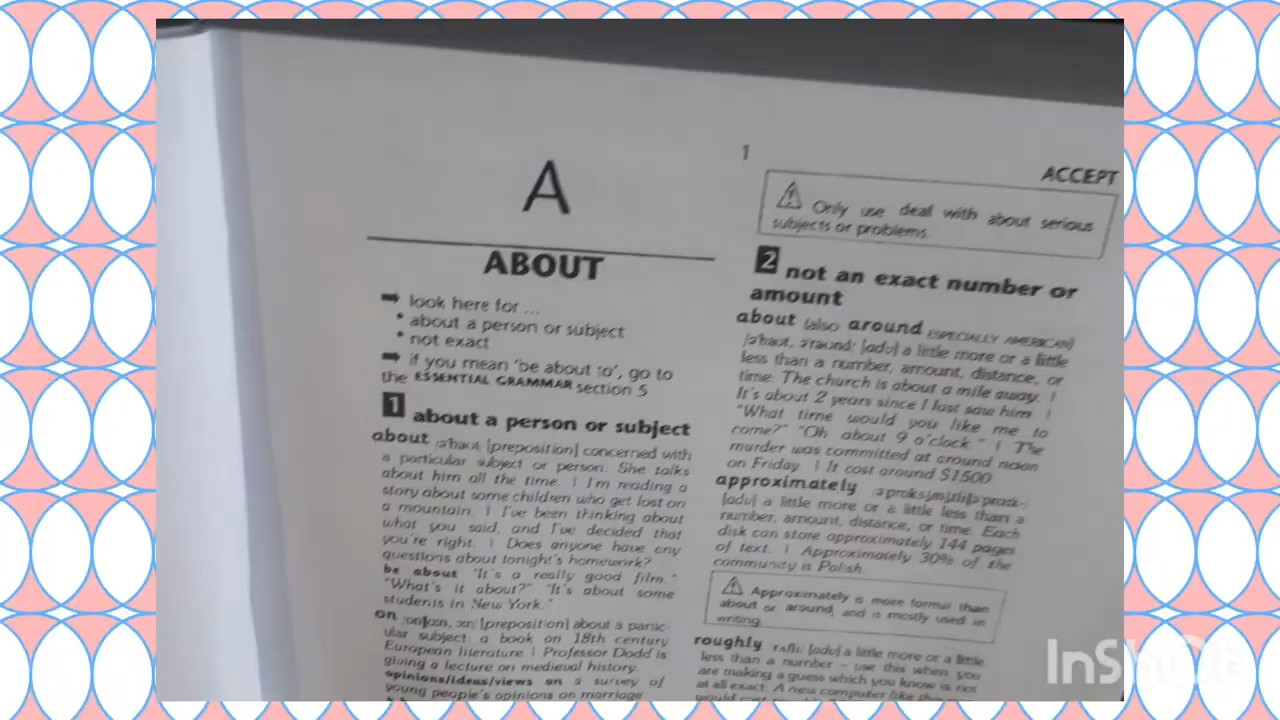 1
ACCEPT
A
ABOUT
➡ look here for ...
• about a person or subject
• not exact
➡ if you mean 'be about to', go to
the ESSENTIAL GRAMMAR section 5
1 about a person or subject
about /əˈbaʊt/ [preposition] concerned with
a particular subject or person: She talks
about him all the time. | I'm reading a
story about some children who get lost on
a mountain. | I've been thinking about
what you said, and I've decided that
you're right. | Does anyone have any
questions about tonight's homework?
be about "It's a really good film."
"What's it about?" "It's about some
students in New York."
on [preposition] about a partic-
ular subject: a book on 18th century
European literature | Professor Dodd is
giving a lecture on medieval history.
opinions/ideas/views on a survey of
young people's opinions on marriage
⚠ Only use deal with about serious
subjects or problems.
2 not an exact number or
amount
about (also around ESPECIALLY AMERICAN)
/əˈbaʊt, əˈraʊnd/ [adv] a little more or a little
less than a number, amount, distance, or
time: The church is about a mile away. |
It's about 2 years since I last saw him. |
"What time would you like me to
come?" "Oh, about 9 o'clock." | The
murder was committed at around noon
on Friday. | It cost around $1500.
approximately
[adv] a little more or a little less than a
number, amount, distance, or time: Each
disk can store approximately 144 pages
of text. | Approximately 30% of the
community is Polish.
⚠ Approximately is more formal than
about or around, and is mostly used in
writing.
roughly /ˈrʌfli/ [adv] a little more or a little
less than a number – use this when you
are making a guess which you know is not
at all exact: A new computer like this one
would cost
InShOt